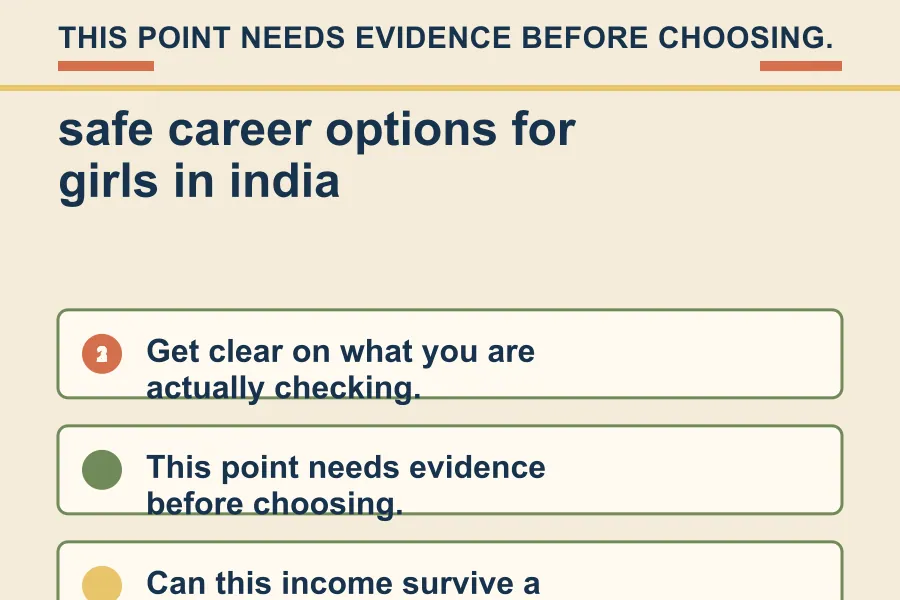 THIS POINT NEEDS EVIDENCE BEFORE CHOOSING.
safe career options for
girls in india
Get clear on what you are
actually checking.
This point needs evidence
before choosing.
Can this income survive a